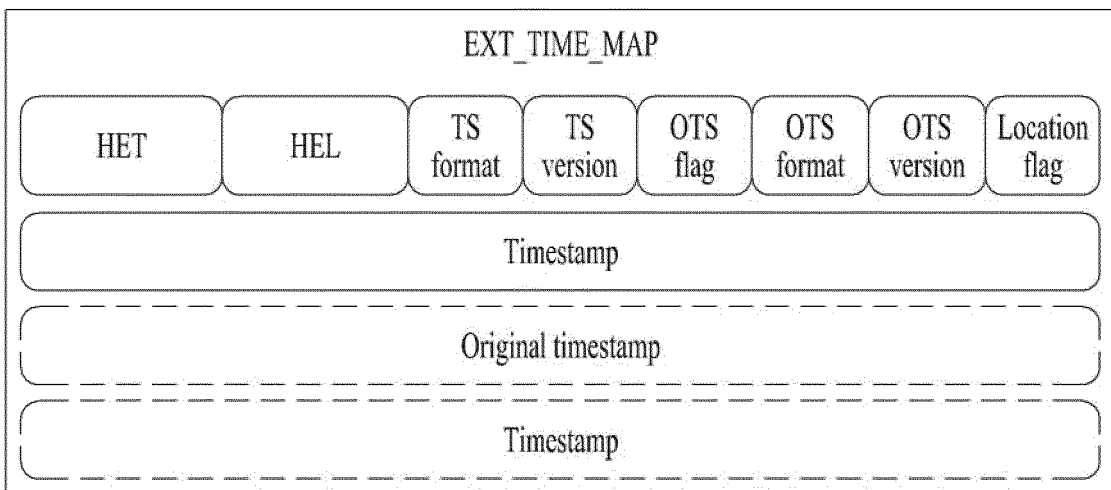 EXT_TIME_MAP
HET HEL TS format TS version OTS flag OTS format OTS version Location flag
Timestamp
Original timestamp
Timestamp